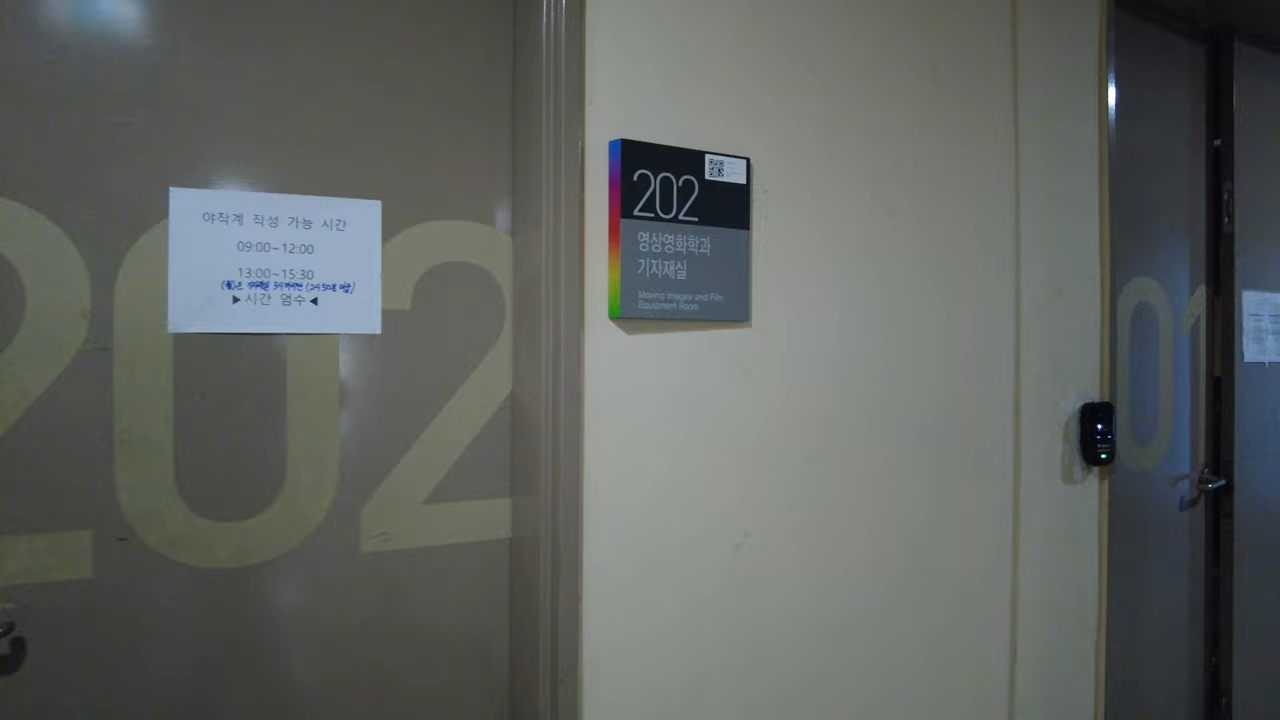 202
야작계 작성 가능 시간
09:00~12:00
13:00~15:30
▶시간 엄수◀
202
영상영화학과
기자재실
Moving Images and Film
Equipment Room
01